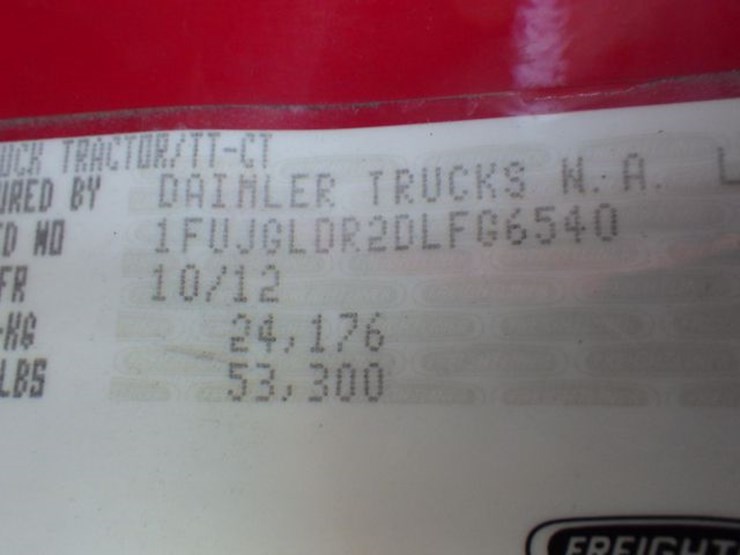 UCK TRACTOR/TT-CT
URED BY DAIMLER TRUCKS N.A. L
D NO 1FUJGLDR2DLFG6540
FR 10/12
-KG 24,176
LBS 53,300
FREIGHT